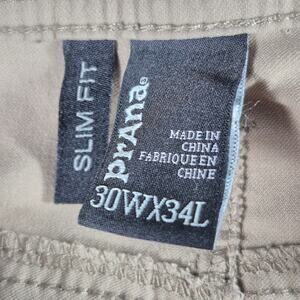 SLIM FIT
prAna®
MADE IN
CHINA
FABRIQUE EN
CHINE
30WX34L